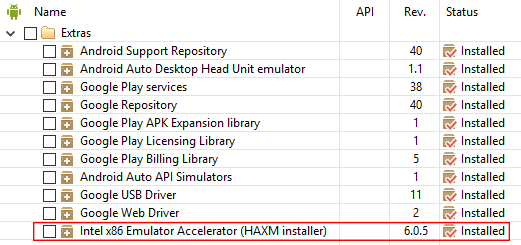 Name API Rev. Status
Extras
Android Support Repository 40 Installed
Android Auto Desktop Head Unit emulator 1.1 Installed
Google Play services 38 Installed
Google Repository 40 Installed
Google Play APK Expansion library 1 Installed
Google Play Licensing Library 1 Installed
Google Play Billing Library 5 Installed
Android Auto API Simulators 1 Installed
Google USB Driver 11 Installed
Google Web Driver 2 Installed
Intel x86 Emulator Accelerator (HAXM installer) 6.0.5 Installed